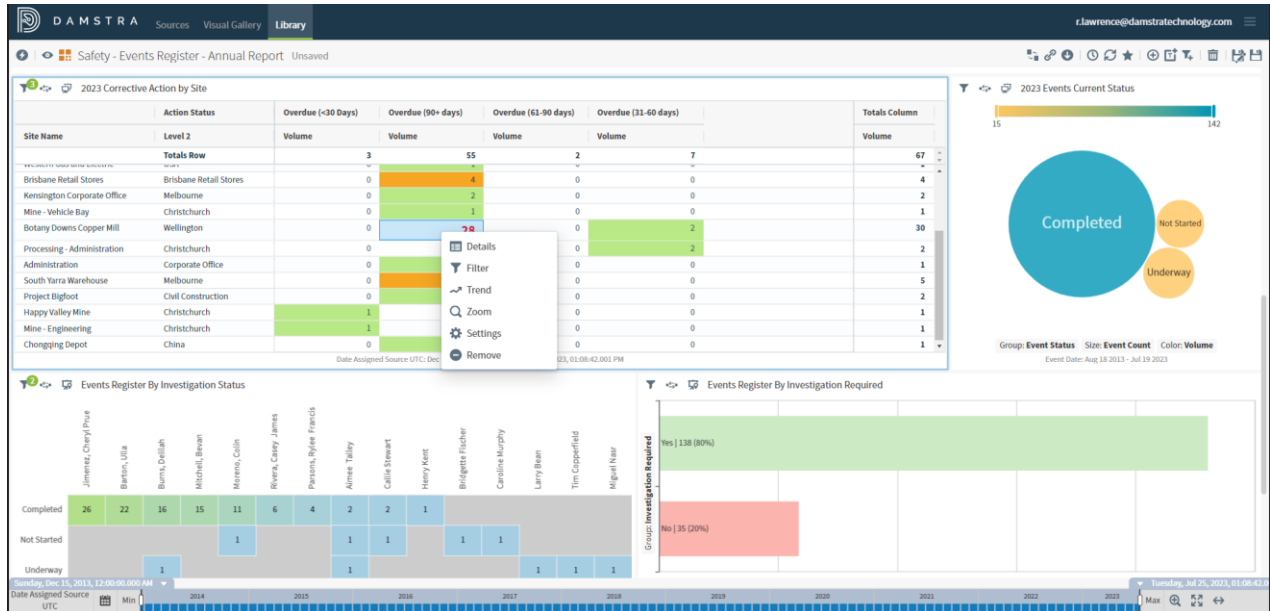 DAMSTRA Sources Visual Gallery Library r.lawrence@damstratechnology.com
Safety - Events Register - Annual Report Unsaved
3 2023 Corrective Action by Site
Action Status Overdue (<30 Days) Overdue (90+ days) Overdue (61-90 days) Overdue (31-60 days) Totals Column
Site Name Level 2 Volume Volume Volume Volume Volume
Totals Row 3 55 2 7 67
Brisbane Retail Stores Brisbane Retail Stores 0 4 0 0 4
Kensington Corporate Office Melbourne 0 2 0 0 2
Mine - Vehicle Bay Christchurch 0 1 0 0 1
Botany Downs Copper Mill Wellington 0 28 0 2 30
Processing - Administration Christchurch 0 0 2 2
Administration Corporate Office 0 0 0 1
South Yarra Warehouse Melbourne 0 0 0 5
Project Bigfoot Civil Construction 0 0 0 2
Happy Valley Mine Christchurch 1 0 0 1
Mine - Engineering Christchurch 1 0 0 1
Chongqing Depot China 0 0 0 1
Date Assigned Source UTC: Dec 23, 01:08:42.001 PM
Details
Filter
Trend
Zoom
Settings
Remove
2023 Events Current Status
15 142
Completed
Not Started
Underway
Group: Event Status Size: Event Count Color: Volume
Event Date: Aug 18 2013 - Jul 19 2023
2 Events Register By Investigation Status
Jimenez, Cheryl Prue
Barton, Ulla
Burns, Delilah
Mitchell, Bevan
Moreno, Colin
Rivera, Casey James
Parsons, Rylee Francis
Aimee Talley
Callie Stewart
Henry Kent
Bridgette Fischer
Caroline Murphy
Larry Bean
Tim Copperfield
Miguel Nasr
Completed 26 22 16 15 11 6 4 2 2 1
Not Started 1 1 1 1 1
Underway 1 1 1 1 1
Events Register By Investigation Required
Group: Investigation Required
Yes | 138 (80%)
No | 35 (20%)
Sunday, Dec 15, 2013, 12:00:00.000 AM Tuesday, Jul 25, 2023, 01:08:42.0
Date Assigned Source
UTC
Min 2014 2015 2016 2017 2018 2019 2020 2021 2022 2023 Max